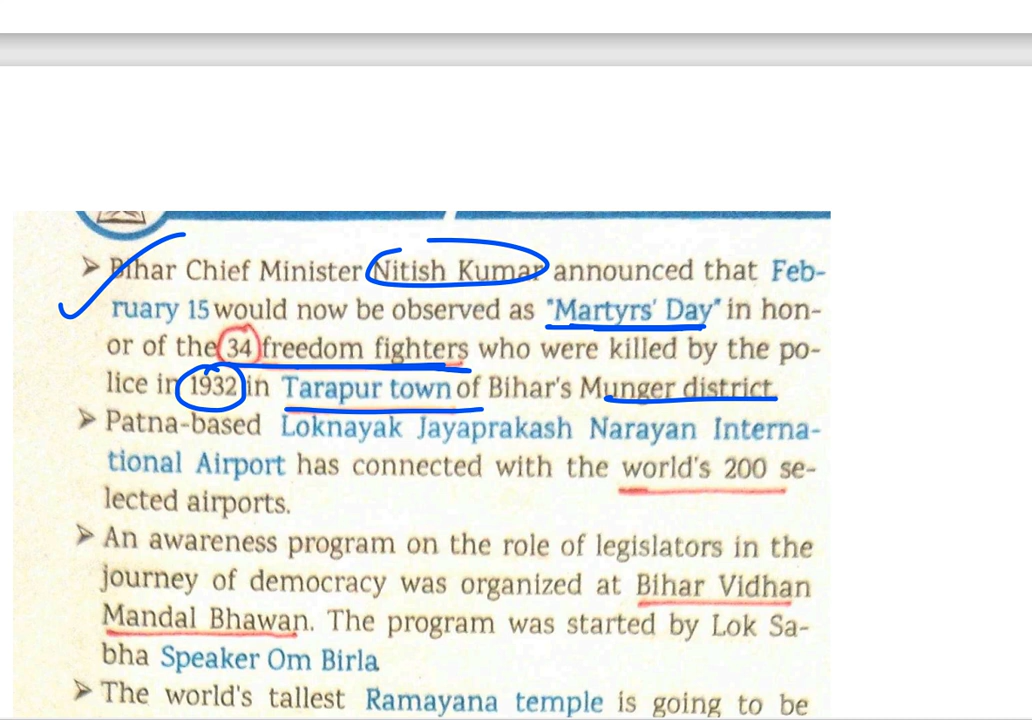 ➤ Bihar Chief Minister Nitish Kumar announced that Feb-
ruary 15 would now be observed as "Martyrs' Day" in hon-
or of the 34 freedom fighters who were killed by the po-
lice in 1932 in Tarapur town of Bihar's Munger district
➤ Patna-based Loknayak Jayaprakash Narayan Interna-
tional Airport has connected with the world's 200 se-
lected airports.
➤ An awareness program on the role of legislators in the
journey of democracy was organized at Bihar Vidhan
Mandal Bhawan. The program was started by Lok Sa-
bha Speaker Om Birla
➤ The world's tallest Ramayana temple is going to be